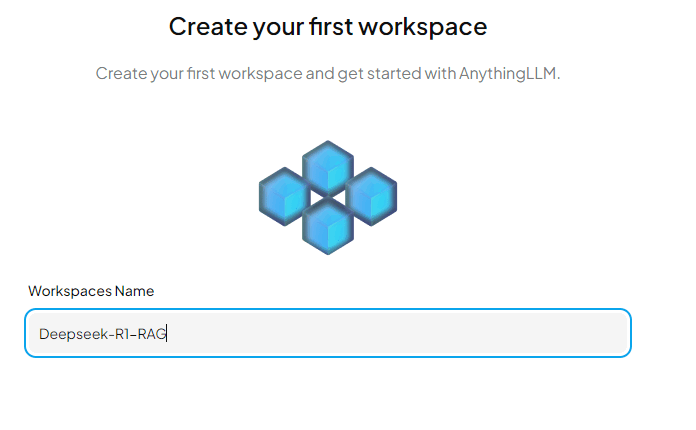 Create your first workspace
Create your first workspace and get started with AnythingLLM.
Workspaces Name
Deepseek-R1-RAG